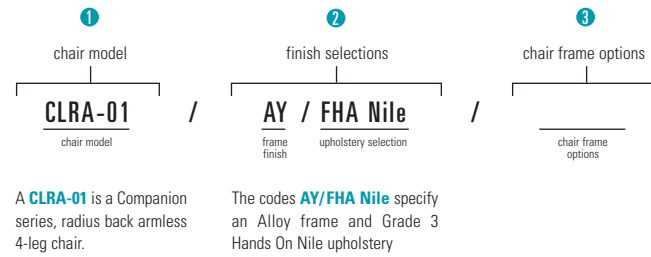 1 2 3
chair model finish selections chair frame options
CLRA-01 / AY / FHA Nile /
chair model frame finish upholstery selection chair frame options
A CLRA-01 is a Companion
series, radius back armless
4-leg chair.
The codes AY/FHA Nile specify
an Alloy frame and Grade 3
Hands On Nile upholstery